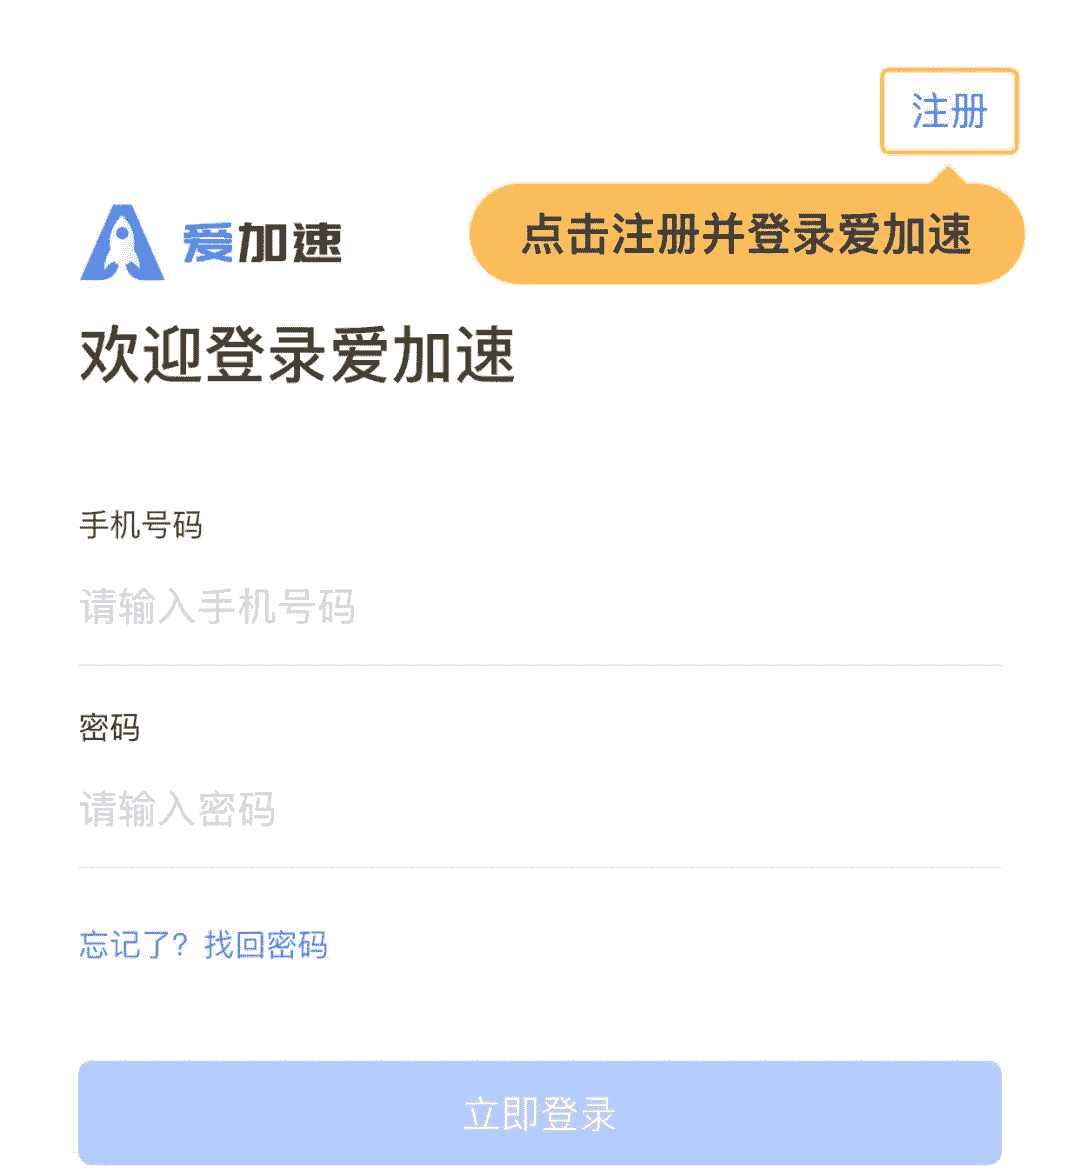 注册
点击注册并登录爱加速
爱加速
欢迎登录爱加速
手机号码
请输入手机号码
密码
请输入密码
忘记了？找回密码
立即登录